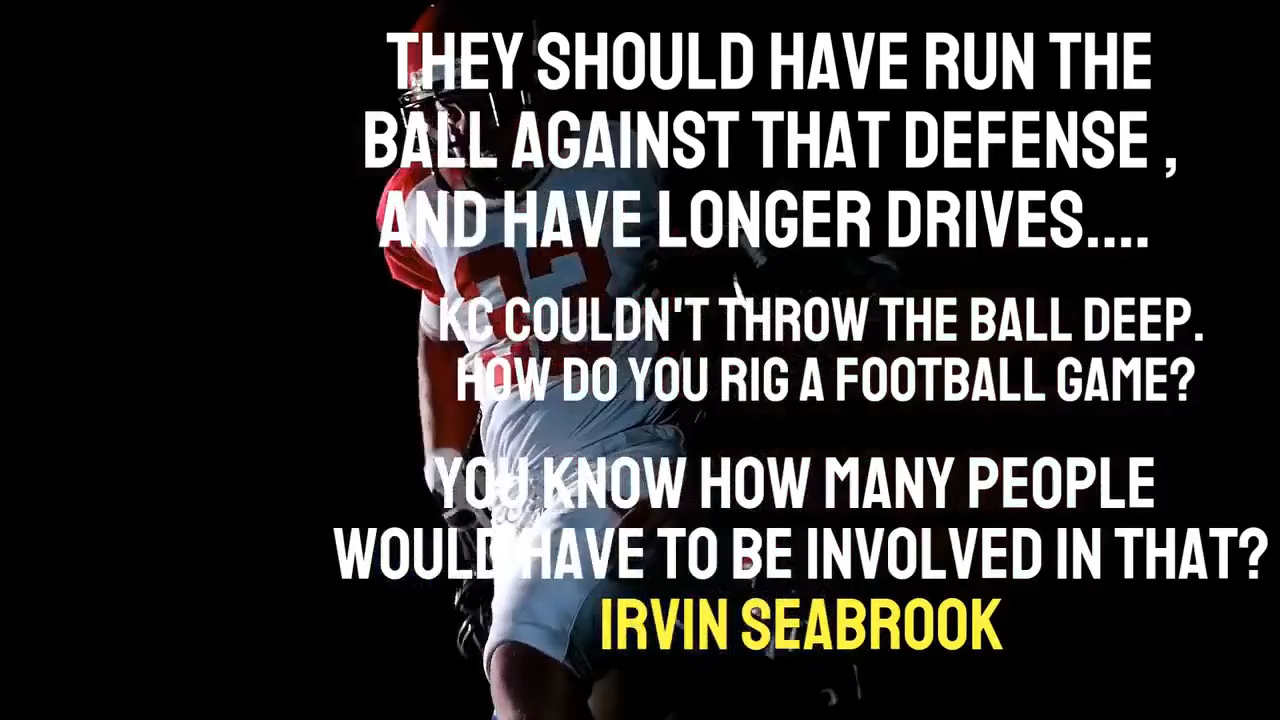 THEY SHOULD HAVE RUN THE
BALL AGAINST THAT DEFENSE ,
AND HAVE LONGER DRIVES....
KC COULDN'T THROW THE BALL DEEP.
HOW DO YOU RIG A FOOTBALL GAME?
YOU KNOW HOW MANY PEOPLE
WOULD HAVE TO BE INVOLVED IN THAT?
IRVIN SEABROOK